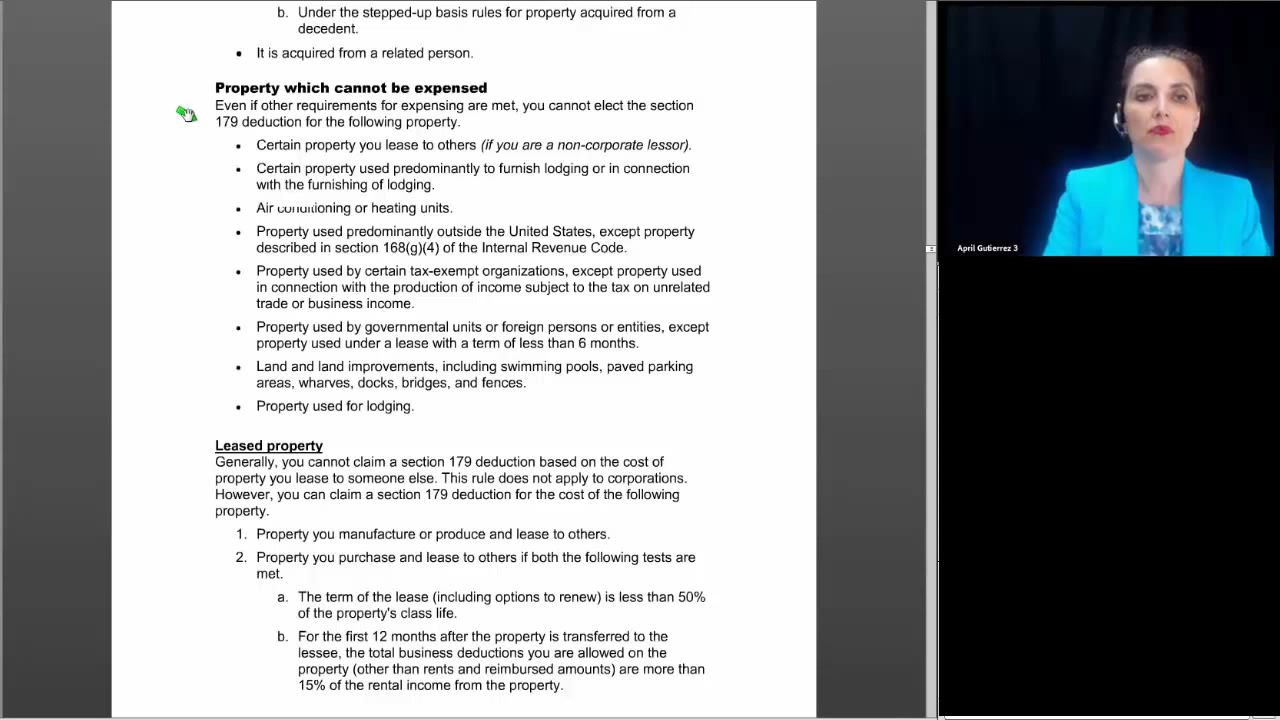 b. Under the stepped-up basis rules for property acquired from a
decedent.
• It is acquired from a related person.
Property which cannot be expensed
Even if other requirements for expensing are met, you cannot elect the section
179 deduction for the following property.
• Certain property you lease to others (if you are a non-corporate lessor).
• Certain property used predominantly to furnish lodging or in connection
with the furnishing of lodging.
• Air conditioning or heating units.
• Property used predominantly outside the United States, except property
described in section 168(g)(4) of the Internal Revenue Code.
• Property used by certain tax-exempt organizations, except property used
in connection with the production of income subject to the tax on unrelated
trade or business income.
• Property used by governmental units or foreign persons or entities, except
property used under a lease with a term of less than 6 months.
• Land and land improvements, including swimming pools, paved parking
areas, wharves, docks, bridges, and fences.
• Property used for lodging.
Leased property
Generally, you cannot claim a section 179 deduction based on the cost of
property you lease to someone else. This rule does not apply to corporations.
However, you can claim a section 179 deduction for the cost of the following
property.
1. Property you manufacture or produce and lease to others.
2. Property you purchase and lease to others if both the following tests are
met.
a. The term of the lease (including options to renew) is less than 50%
of the property's class life.
b. For the first 12 months after the property is transferred to the
lessee, the total business deductions you are allowed on the
property (other than rents and reimbursed amounts) are more than
15% of the rental income from the property.
April Gutierrez 3